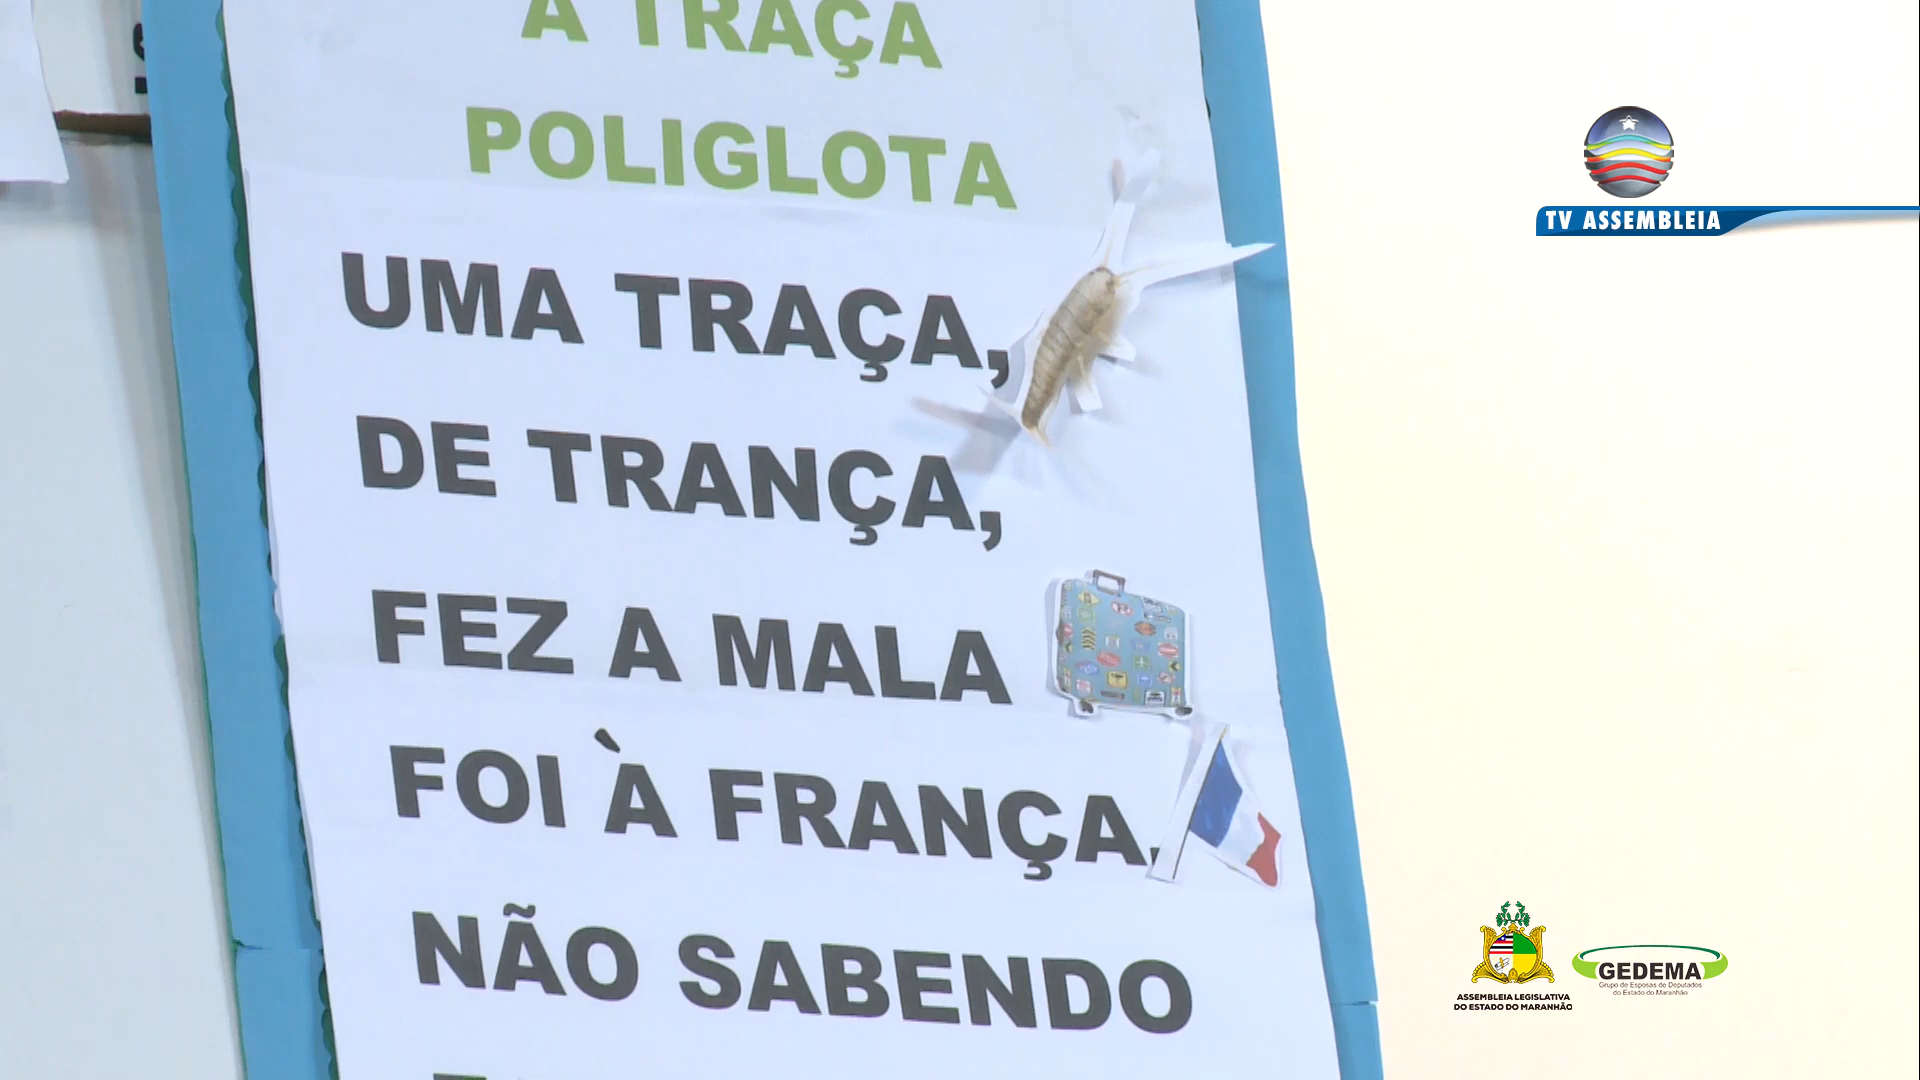 A TRAÇA
POLIGLOTA
UMA TRAÇA,
DE TRANÇA,
FEZ A MALA
FOI À FRANÇA.
NÃO SABENDO
TV ASSEMBLEIA
ASSEMBLEIA LEGISLATIVA
DO ESTADO DO MARANHÃO
GEDEMA
Grupo de Esposas de Deputados
do Estado do Maranhão